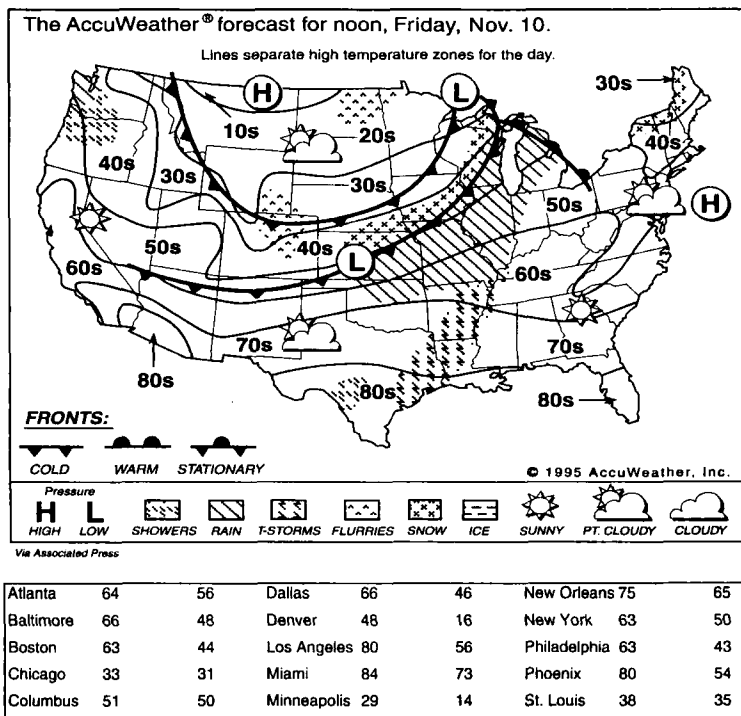 The AccuWeather® forecast for noon, Friday, Nov. 10.
Lines separate high temperature zones for the day.
H
L
30s
10s
20s
40s
40s
30s
30s
50s
H
50s
40s
L
60s
60s
70s
70s
80s
80s
80s
FRONTS:
COLD WARM STATIONARY
© 1995 AccuWeather, Inc.
Pressure
H L
HIGH LOW SHOWERS RAIN T-STORMS FLURRIES SNOW ICE SUNNY PT. CLOUDY CLOUDY
Via Associated Press
Atlanta 64 56 Dallas 66 46 New Orleans 75 65
Baltimore 66 48 Denver 48 16 New York 63 50
Boston 63 44 Los Angeles 80 56 Philadelphia 63 43
Chicago 33 31 Miami 84 73 Phoenix 80 54
Columbus 51 50 Minneapolis 29 14 St. Louis 38 35